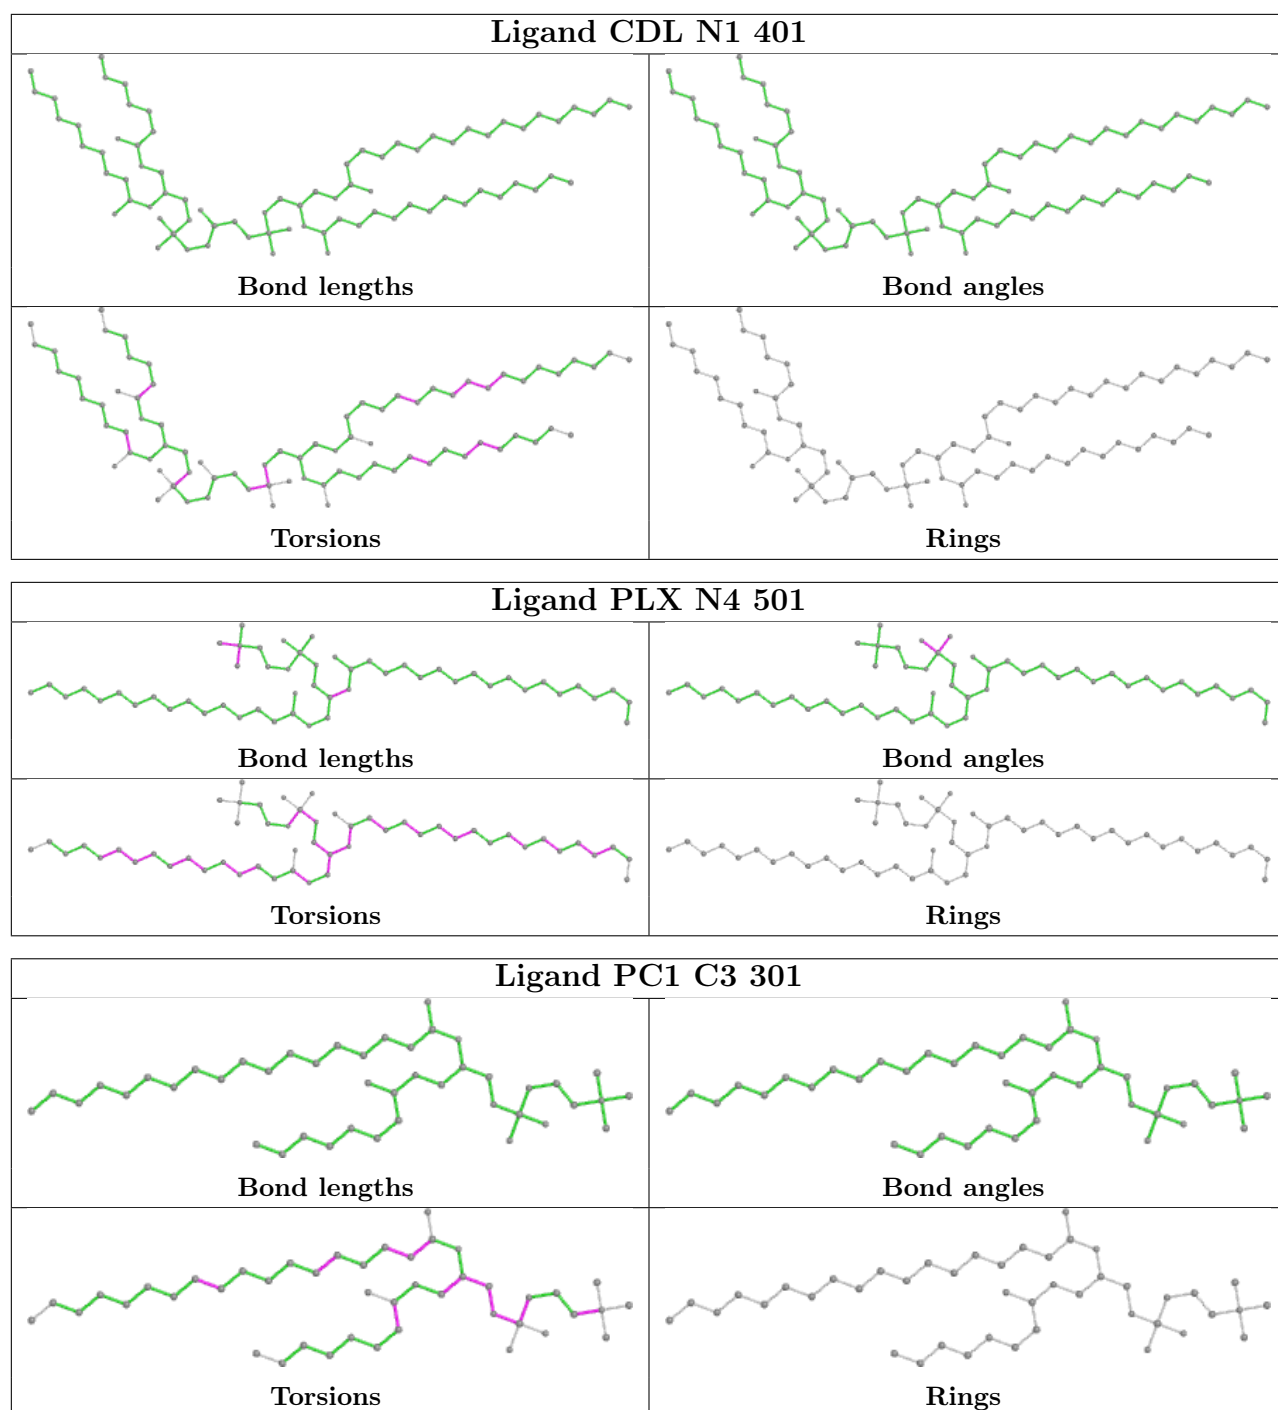 Ligand CDL N1 401
Bond lengths
Bond angles
Torsions
Rings
Ligand PLX N4 501
Bond lengths
Bond angles
Torsions
Rings
Ligand PC1 C3 301
Bond lengths
Bond angles
Torsions
Rings